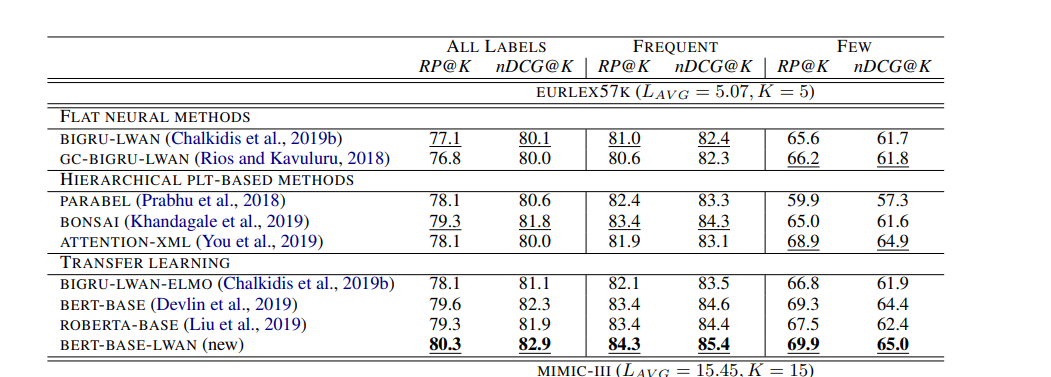 ALL LABELS FREQUENT FEW
RP@K nDCG@K RP@K nDCG@K RP@K nDCG@K
EURLEX57K (L_AVG = 5.07, K = 5)
FLAT NEURAL METHODS
BIGRU-LWAN (Chalkidis et al., 2019b) 77.1 80.1 81.0 82.4 65.6 61.7
GC-BIGRU-LWAN (Rios and Kavuluru, 2018) 76.8 80.0 80.6 82.3 66.2 61.8
HIERARCHICAL PLT-BASED METHODS
PARABEL (Prabhu et al., 2018) 78.1 80.6 82.4 83.3 59.9 57.3
BONSAI (Khandagale et al., 2019) 79.3 81.8 83.4 84.3 65.0 61.6
ATTENTION-XML (You et al., 2019) 78.1 80.0 81.9 83.1 68.9 64.9
TRANSFER LEARNING
BIGRU-LWAN-ELMO (Chalkidis et al., 2019b) 78.1 81.1 82.1 83.5 66.8 61.9
BERT-BASE (Devlin et al., 2019) 79.6 82.3 83.4 84.6 69.3 64.4
ROBERTA-BASE (Liu et al., 2019) 79.3 81.9 83.4 84.4 67.5 62.4
BERT-BASE-LWAN (new) 80.3 82.9 84.3 85.4 69.9 65.0
MIMIC-III (L_AVG = 15.45, K = 15)